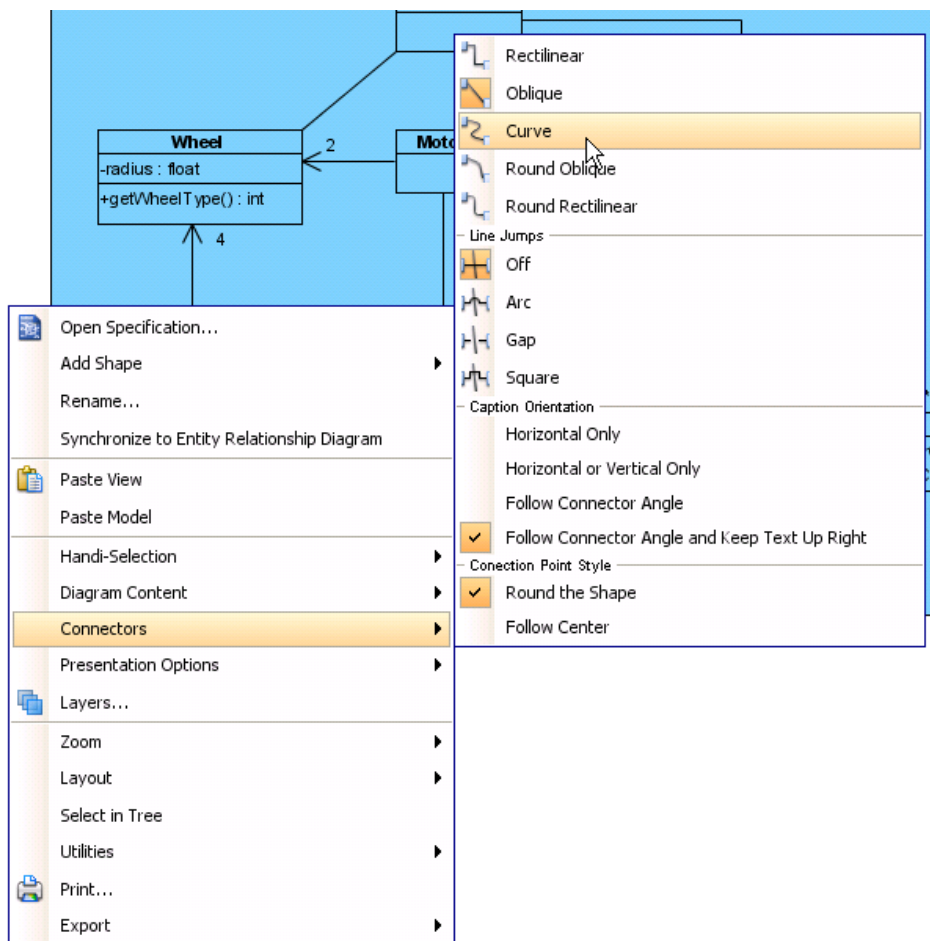 Wheel
-radius : float
+getWheelType() : int
2
4
Rectilinear
Oblique
Curve
Round Oblique
Round Rectilinear
Line Jumps
Off
Arc
Gap
Square
Caption Orientation
Horizontal Only
Horizontal or Vertical Only
Follow Connector Angle
Follow Connector Angle and Keep Text Up Right
Conection Point Style
Round the Shape
Follow Center
Open Specification...
Add Shape
Rename...
Synchronize to Entity Relationship Diagram
Paste View
Paste Model
Handi-Selection
Diagram Content
Connectors
Presentation Options
Layers...
Zoom
Layout
Select in Tree
Utilities
Print...
Export